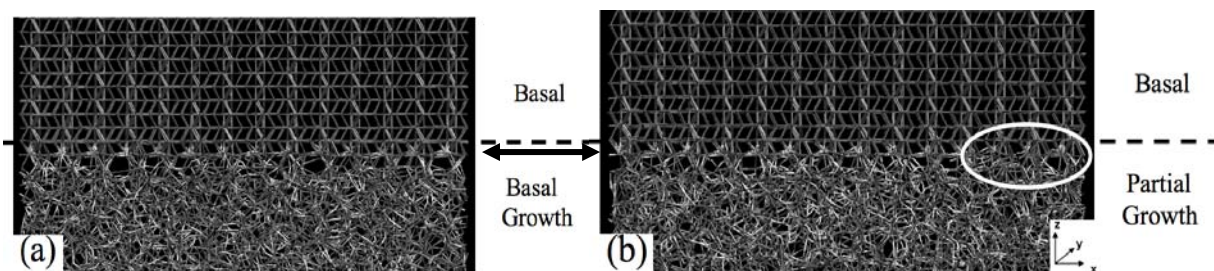 Basal
Basal
Growth
(a)
Basal
Partial
Growth
(b)
z
y
x